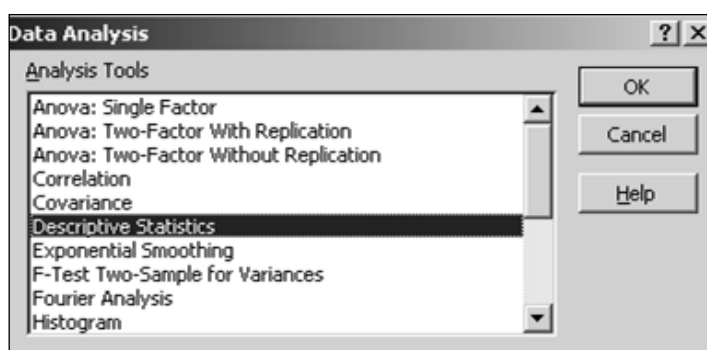 Data Analysis
Analysis Tools
Anova: Single Factor
Anova: Two-Factor With Replication
Anova: Two-Factor Without Replication
Correlation
Covariance
Descriptive Statistics
Exponential Smoothing
F-Test Two-Sample for Variances
Fourier Analysis
Histogram
OK
Cancel
Help